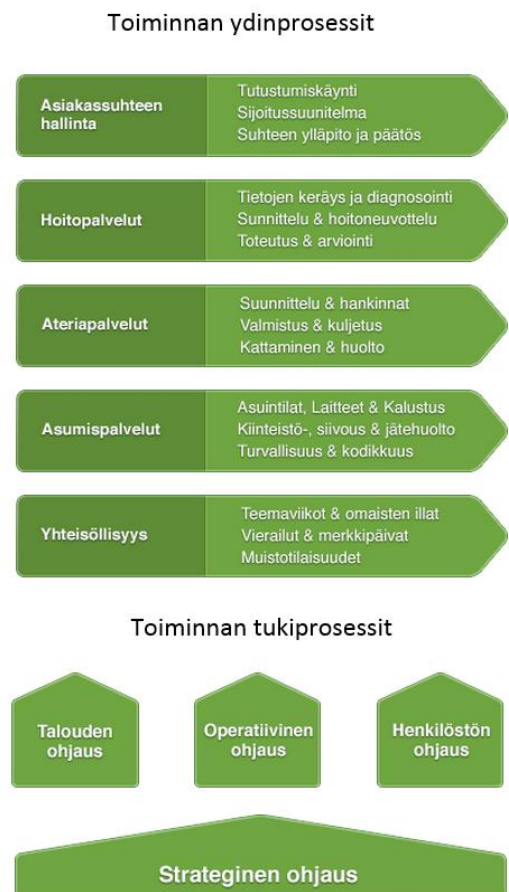 Toiminnan ydinprosessit
Asiakassuhteen
hallinta
Tutustumiskäynti
Sijoitussuunitelma
Suhteen ylläpito ja päätös
Hoitopalvelut
Tietojen keräys ja diagnosointi
Sunnittelu & hoitoneuvottelu
Toteutus & arviointi
Ateriapalvelut
Suunnittelu & hankinnat
Valmistus & kuljetus
Kattaminen & huolto
Asumispalvelut
Asuintilat, Laitteet & Kalustus
Kiinteistö-, siivous & jätehuolto
Turvallisuus & kodikkuus
Yhteisöllisyys
Teemaviikot & omaisten illat
Vierailut & merkkipäivat
Muistotilaisuudet
Toiminnan tukiprosessit
Talouden
ohjaus
Operatiivinen
ohjaus
Henkilöstön
ohjaus
Strateginen ohjaus